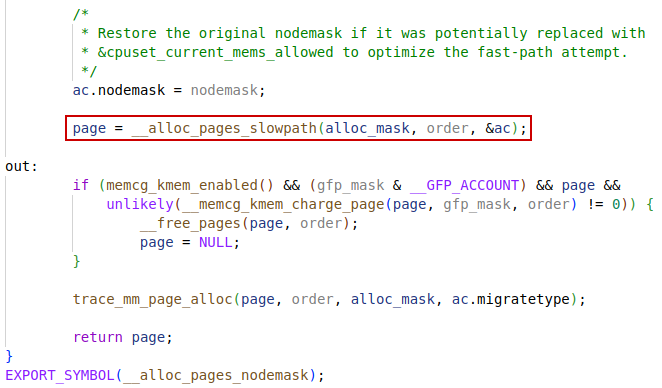 /*
 * Restore the original nodemask if it was potentially replaced with
 * &cpuset_current_mems_allowed to optimize the fast-path attempt.
 */
ac.nodemask = nodemask;
page = __alloc_pages_slowpath(alloc_mask, order, &ac);
out:
if (memcg_kmem_enabled() && (gfp_mask & __GFP_ACCOUNT) && page &&
    unlikely(__memcg_kmem_charge_page(page, gfp_mask, order) != 0)) {
        __free_pages(page, order);
        page = NULL;
}
trace_mm_page_alloc(page, order, alloc_mask, ac.migratetype);
return page;
}
EXPORT_SYMBOL(__alloc_pages_nodemask);